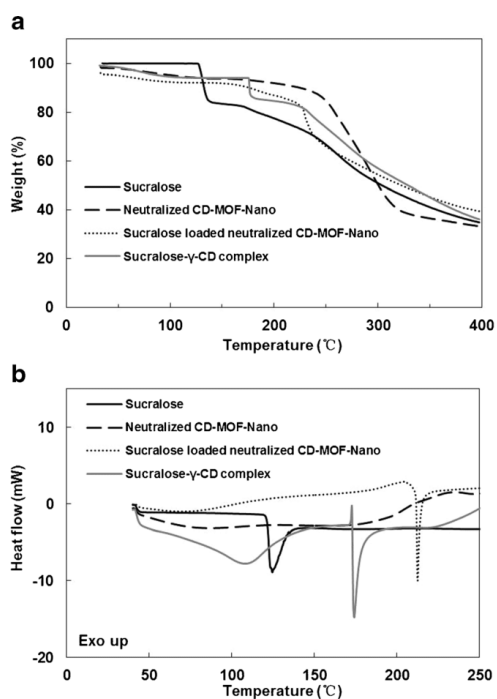 a
100
80
60
40
20
0
Weight (%)
Sucralose
Neutralized CD-MOF-Nano
Sucralose loaded neutralized CD-MOF-Nano
Sucralose-γ-CD complex
0 100 200 300 400
Temperature (℃)
b
Sucralose
Neutralized CD-MOF-Nano
Sucralose loaded neutralized CD-MOF-Nano
Sucralose-γ-CD complex
10
0
-10
-20
Heat flow (mW)
Exo up
0 50 100 150 200 250
Temperature (℃)